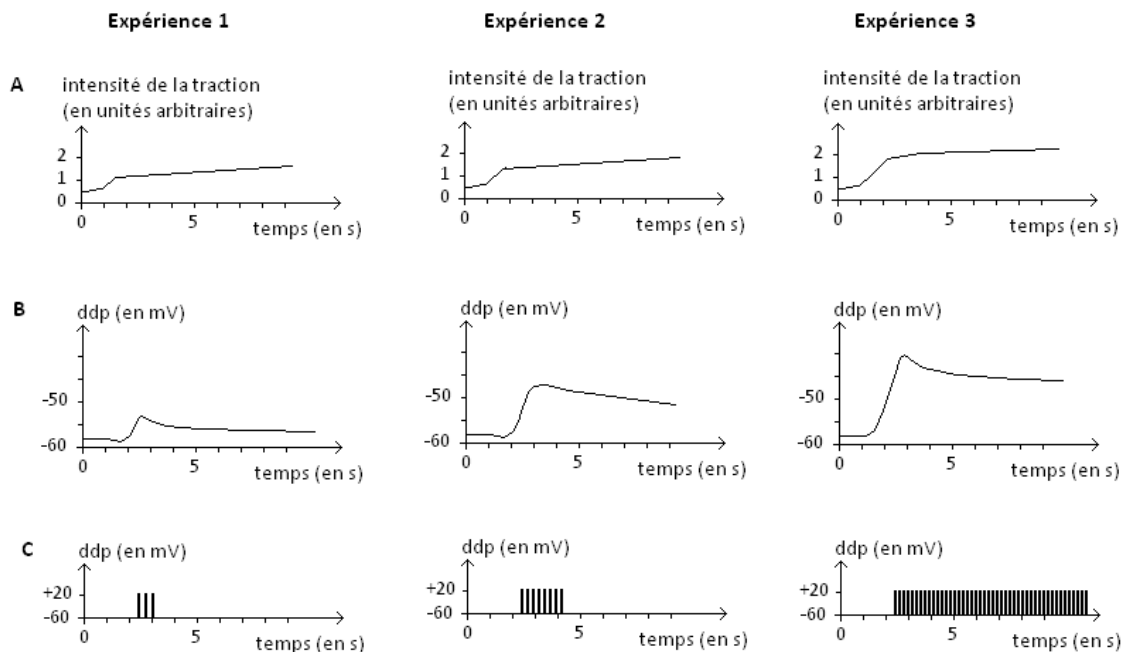 Expérience 1
Expérience 2
Expérience 3
A
intensité de la traction
(en unités arbitraires)
2
1
0
0
5
temps (en s)
intensité de la traction
(en unités arbitraires)
2
1
0
0
5
temps (en s)
intensité de la traction
(en unités arbitraires)
2
1
0
0
5
temps (en s)
B
ddp (en mV)
-50
-60
0
5
temps (en s)
ddp (en mV)
-50
-60
0
5
temps (en s)
ddp (en mV)
-50
-60
0
5
temps (en s)
C
ddp (en mV)
+20
-60
0
5
temps (en s)
ddp (en mV)
+20
-60
0
5
temps (en s)
ddp (en mV)
+20
-60
0
5
temps (en s)